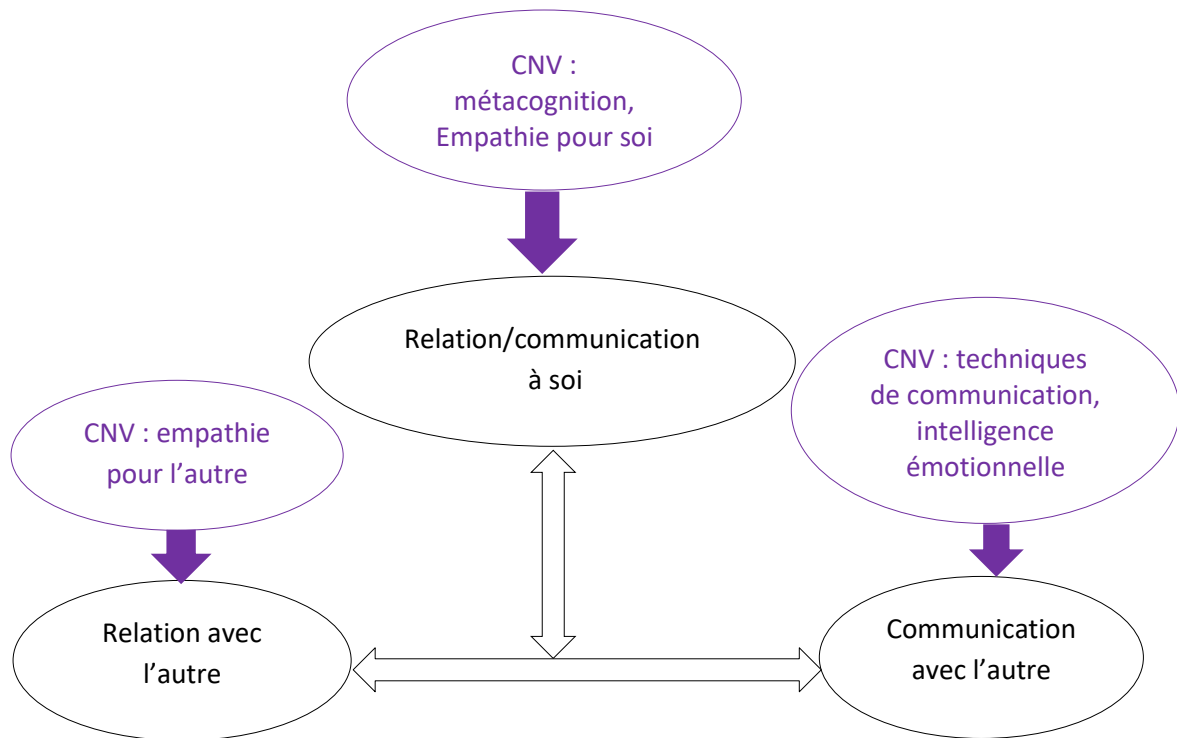 CNV :
métacognition,
Empathie pour soi
Relation/communication
à soi
CNV : techniques
de communication,
intelligence
émotionnelle
CNV : empathie
pour l’autre
Relation avec
l’autre
Communication
avec l’autre